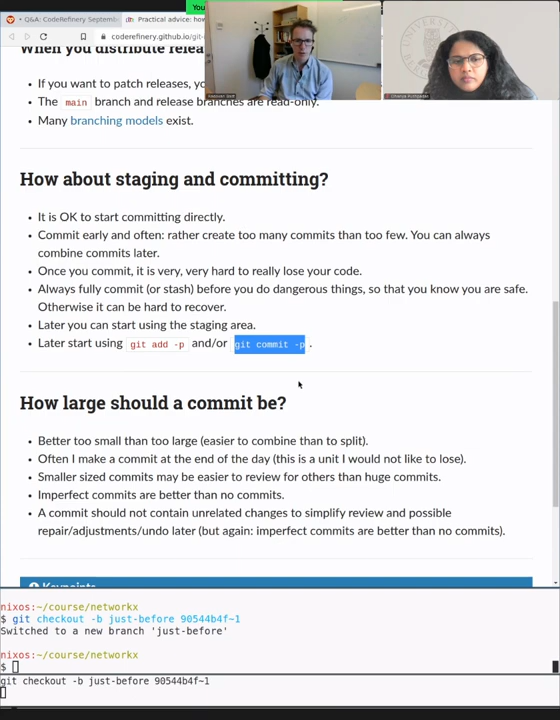 You
Q&A: CodeRefinery Septemb
Practical advice: how
coderefinery.github.io/git-
When you distribute relea
If you want to patch releases, yo
The main branch and release branches are read-only.
Many branching models exist.
How about staging and committing?
It is OK to start committing directly.
Commit early and often: rather create too many commits than too few. You can always
combine commits later.
Once you commit, it is very, very hard to really lose your code.
Always fully commit (or stash) before you do dangerous things, so that you know you are safe.
Otherwise it can be hard to recover.
Later you can start using the staging area.
Later start using git add -p and/or git commit -p .
How large should a commit be?
Better too small than too large (easier to combine than to split).
Often I make a commit at the end of the day (this is a unit I would not like to lose).
Smaller sized commits may be easier to review for others than huge commits.
Imperfect commits are better than no commits.
A commit should not contain unrelated changes to simplify review and possible
repair/adjustments/undo later (but again: imperfect commits are better than no commits).
Keypoints
nixos:~/course/networkx
$ git checkout -b just-before 90544b4f~1
Switched to a new branch 'just-before'
nixos:~/course/networkx
$
git checkout -b just-before 90544b4f~1